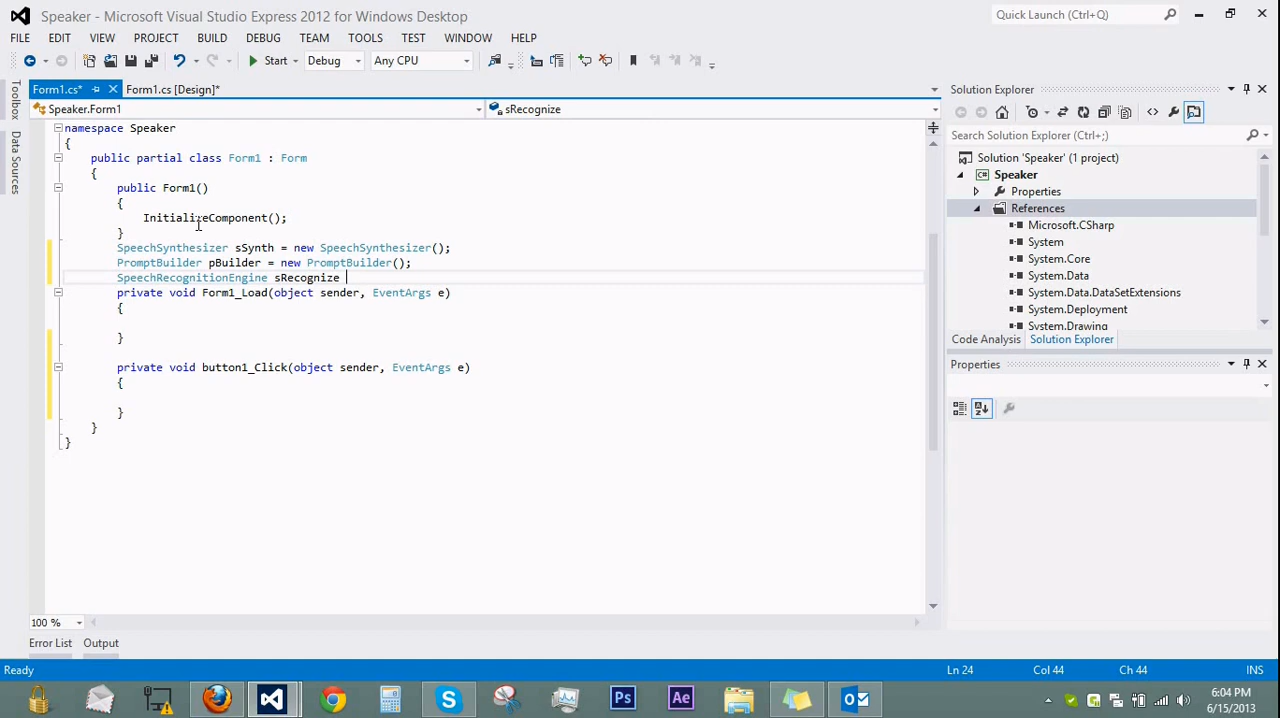 Speaker - Microsoft Visual Studio Express 2012 for Windows Desktop
Quick Launch (Ctrl+Q)
FILE EDIT VIEW PROJECT BUILD DEBUG TEAM TOOLS TEST WINDOW HELP
Start Debug Any CPU
Form1.cs* Form1.cs [Design]*
Speaker.Form1 sRecognize
namespace Speaker
{
public partial class Form1 : Form
{
public Form1()
{
InitializeComponent();
}
SpeechSynthesizer sSynth = new SpeechSynthesizer();
PromptBuilder pBuilder = new PromptBuilder();
SpeechRecognitionEngine sRecognize
private void Form1_Load(object sender, EventArgs e)
{
}
private void button1_Click(object sender, EventArgs e)
{
}
}
}
100 %
Error List Output
Toolbox
Data Sources
Solution Explorer
Search Solution Explorer (Ctrl+;)
Solution 'Speaker' (1 project)
C# Speaker
Properties
References
Microsoft.CSharp
System
System.Core
System.Data
System.Data.DataSetExtensions
System.Deployment
System.Drawing
Code Analysis Solution Explorer
Properties
Ready Ln 24 Col 44 Ch 44 INS
S Ps Ae
6:04 PM
6/15/2013